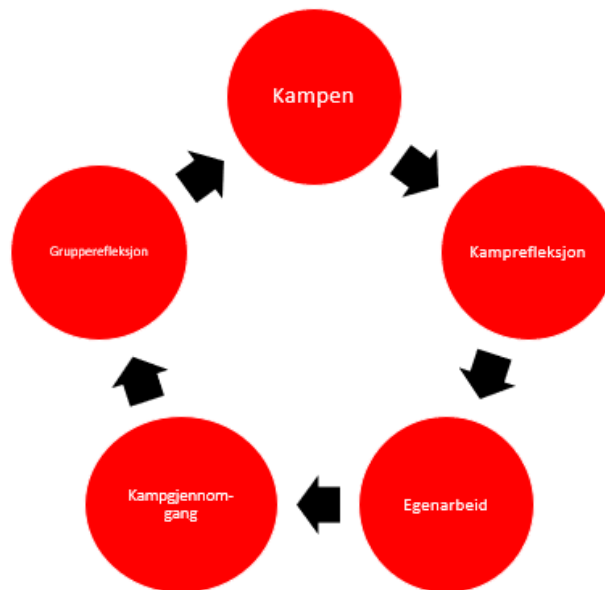 Kampen
Kamprefleksjon
Egenarbeid
Kampgjennom-
gang
Grupperefleksjon